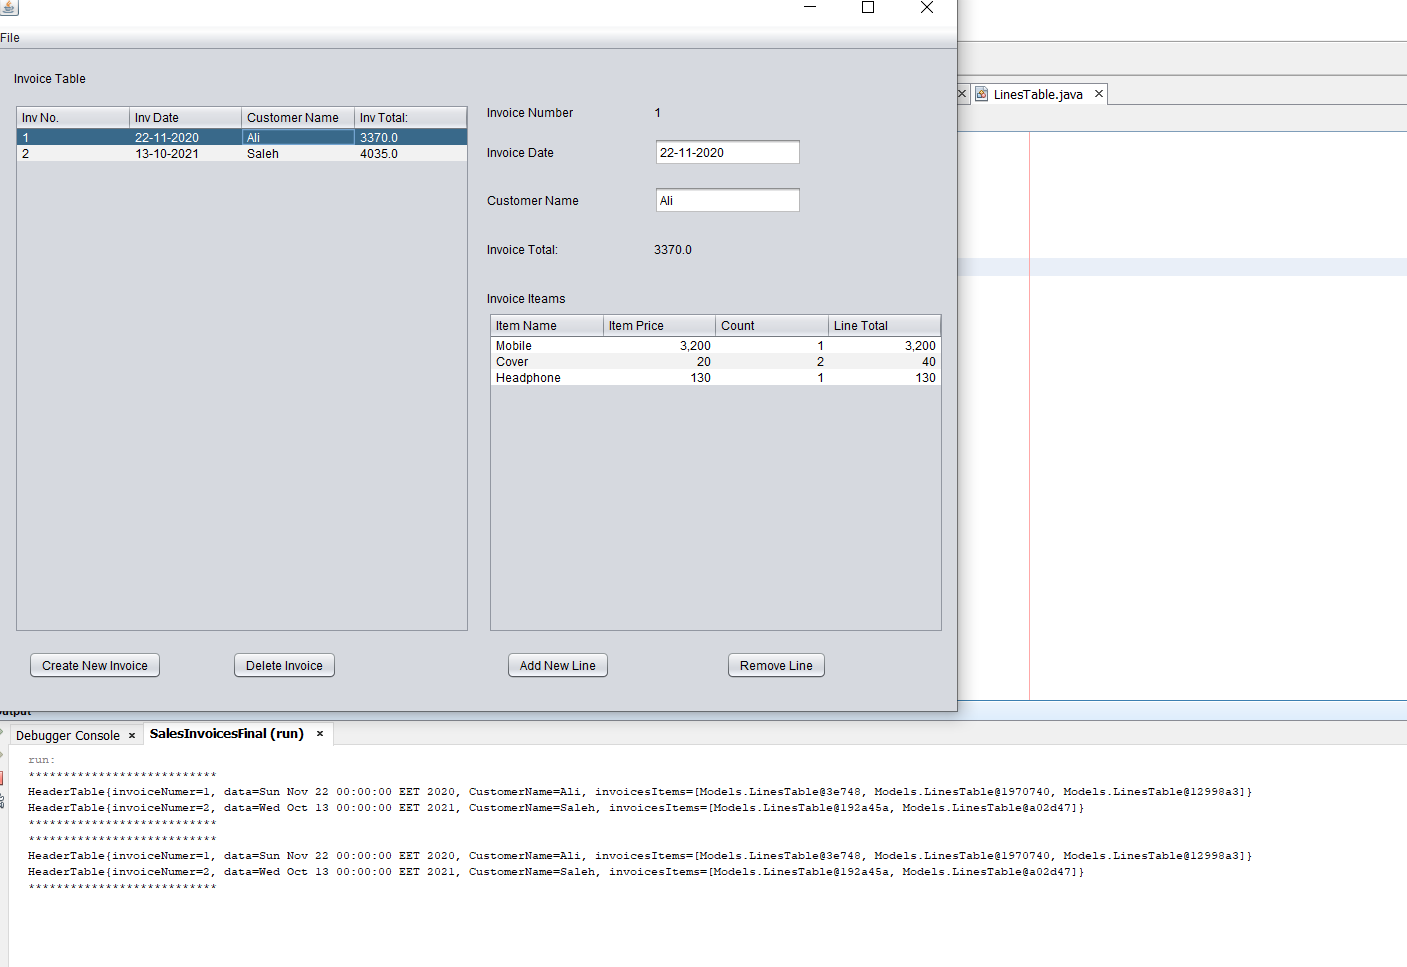 File
Invoice Table
Inv No. Inv Date Customer Name Inv Total:
1 22-11-2020 Ali 3370.0
2 13-10-2021 Saleh 4035.0
Invoice Number 1
Invoice Date 22-11-2020
Customer Name Ali
Invoice Total: 3370.0
Invoice Iteams
Item Name Item Price Count Line Total
Mobile 3,200 1 3,200
Cover 20 2 40
Headphone 130 1 130
Create New Invoice Delete Invoice Add New Line Remove Line
LinesTable.java
Debugger Console SalesInvoicesFinal (run)
run:
***************************
HeaderTable{invoiceNumer=1, data=Sun Nov 22 00:00:00 EET 2020, CustomerName=Ali, invoicesItems=[Models.LinesTable@3e748, Models.LinesTable@1970740, Models.LinesTable@12998a3]}
HeaderTable{invoiceNumer=2, data=Wed Oct 13 00:00:00 EET 2021, CustomerName=Saleh, invoicesItems=[Models.LinesTable@192a45a, Models.LinesTable@a02d47]}
***************************
***************************
HeaderTable{invoiceNumer=1, data=Sun Nov 22 00:00:00 EET 2020, CustomerName=Ali, invoicesItems=[Models.LinesTable@3e748, Models.LinesTable@1970740, Models.LinesTable@12998a3]}
HeaderTable{invoiceNumer=2, data=Wed Oct 13 00:00:00 EET 2021, CustomerName=Saleh, invoicesItems=[Models.LinesTable@192a45a, Models.LinesTable@a02d47]}
***************************